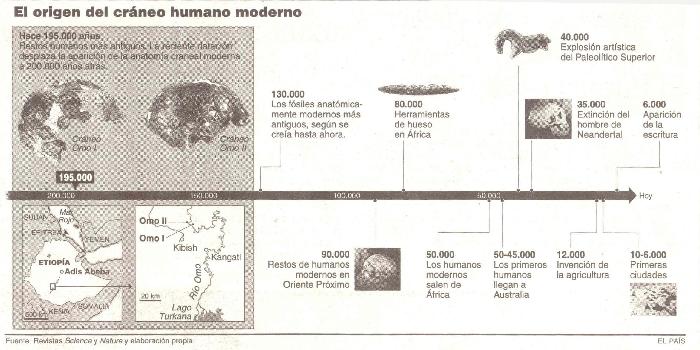 El origen del cráneo humano moderno
Hace 195.000 años
Restos humanos más antiguos. La reciente datación
desplaza la aparición de la anatomía craneal moderna
a 200.000 años atrás.
Cráneo
Omo I
Cráneo
Omo II
195.000
130.000
Los fósiles anatómica-
mente modernos más
antiguos, según se
creía hasta ahora.
80.000
Herramientas
de hueso
en África
40.000
Explosión artística
del Paleolítico Superior
35.000
Extinción del
hombre de
Neandertal
6.000
Aparición
de la
escritura
200.000
150.000
100.000
50.000
Hoy
SUDÁN
Mar
Rojo
ERITREA
YEMEN
ETIOPÍA
Adis Abeba
SOMALIA
KENIA
600 km
Omo II
Omo I
Kibish
Kangati
Río Omo
20 km
Lago
Turkana
90.000
Restos de humanos
modernos en
Oriente Próximo
50.000
Los humanos
modernos
salen de
África
50-45.000
Los primeros
humanos
llegan a
Australia
12.000
Invención de
la agricultura
10-6.000
Primeras
ciudades
Fuente: Revistas Science y Nature y elaboración propia
EL PAÍS